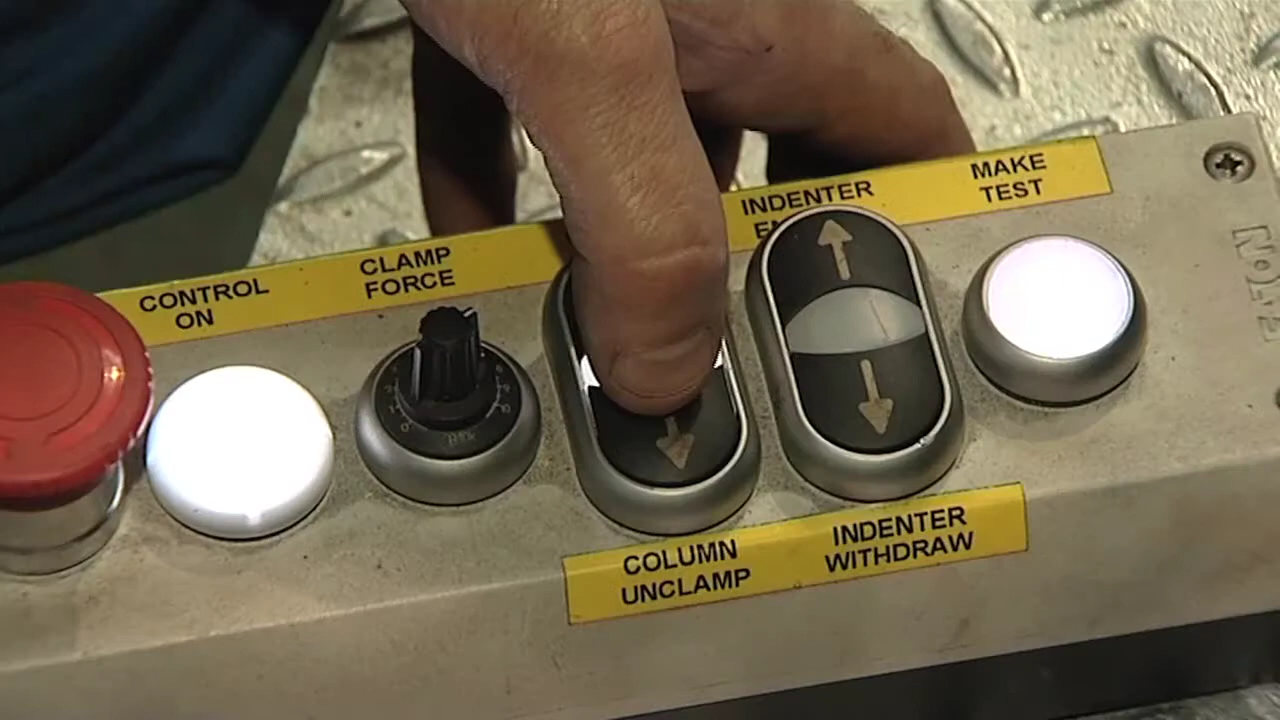 CONTROL
ON
CLAMP
FORCE
INDENTER
MAKE
TEST
COLUMN
UNCLAMP
INDENTER
WITHDRAW